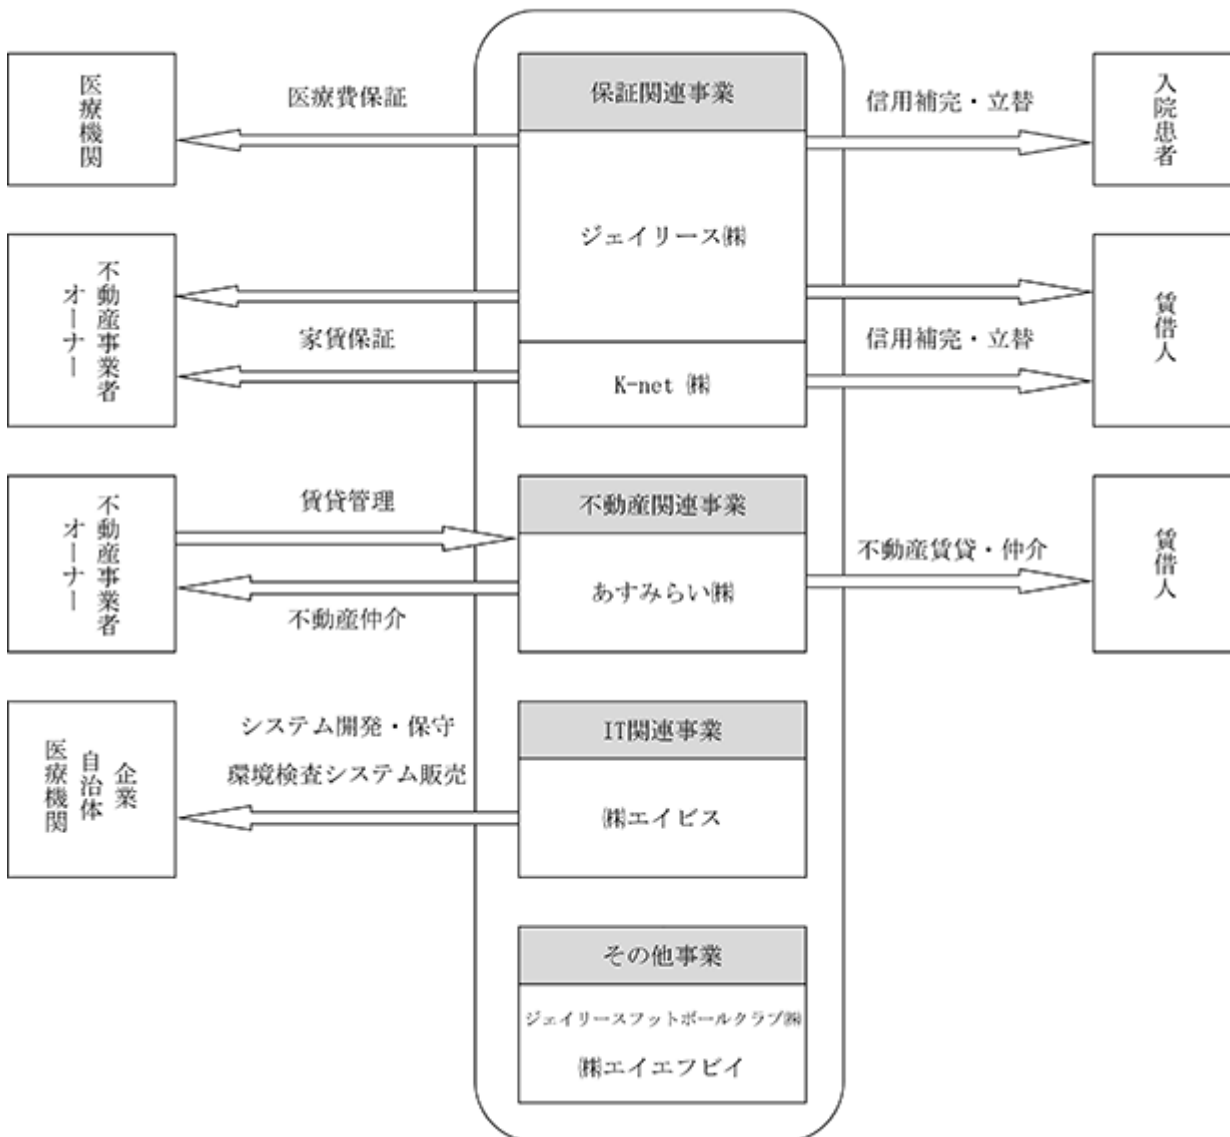 医療機関
医療費保証
保証関連事業
信用補完・立替
入院患者
ジェイリース㈱
不動産事業者
オーナー
家賃保証
K-net ㈱
信用補完・立替
賃借人
不動産事業者
オーナー
賃貸管理
不動産仲介
不動産関連事業
あすみらい㈱
不動産賃貸・仲介
賃借人
企業
自治体
医療機関
システム開発・保守
環境検査システム販売
IT関連事業
㈱エイビス
その他事業
ジェイリースフットボールクラブ㈱
㈱エイエフビイ